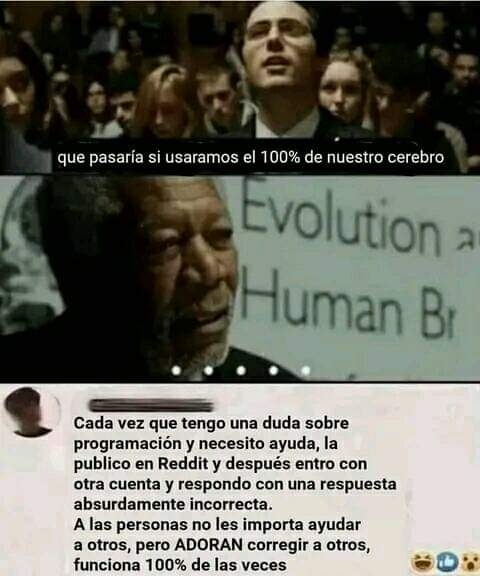 que pasaría si usaramos el 100% de nuestro cerebro
Evolution a
Human Br
Cada vez que tengo una duda sobre
programación y necesito ayuda, la
publico en Reddit y después entro con
otra cuenta y respondo con una respuesta
absurdamente incorrecta.
A las personas no les importa ayudar
a otros, pero ADORAN corregir a otros,
funciona 100% de las veces